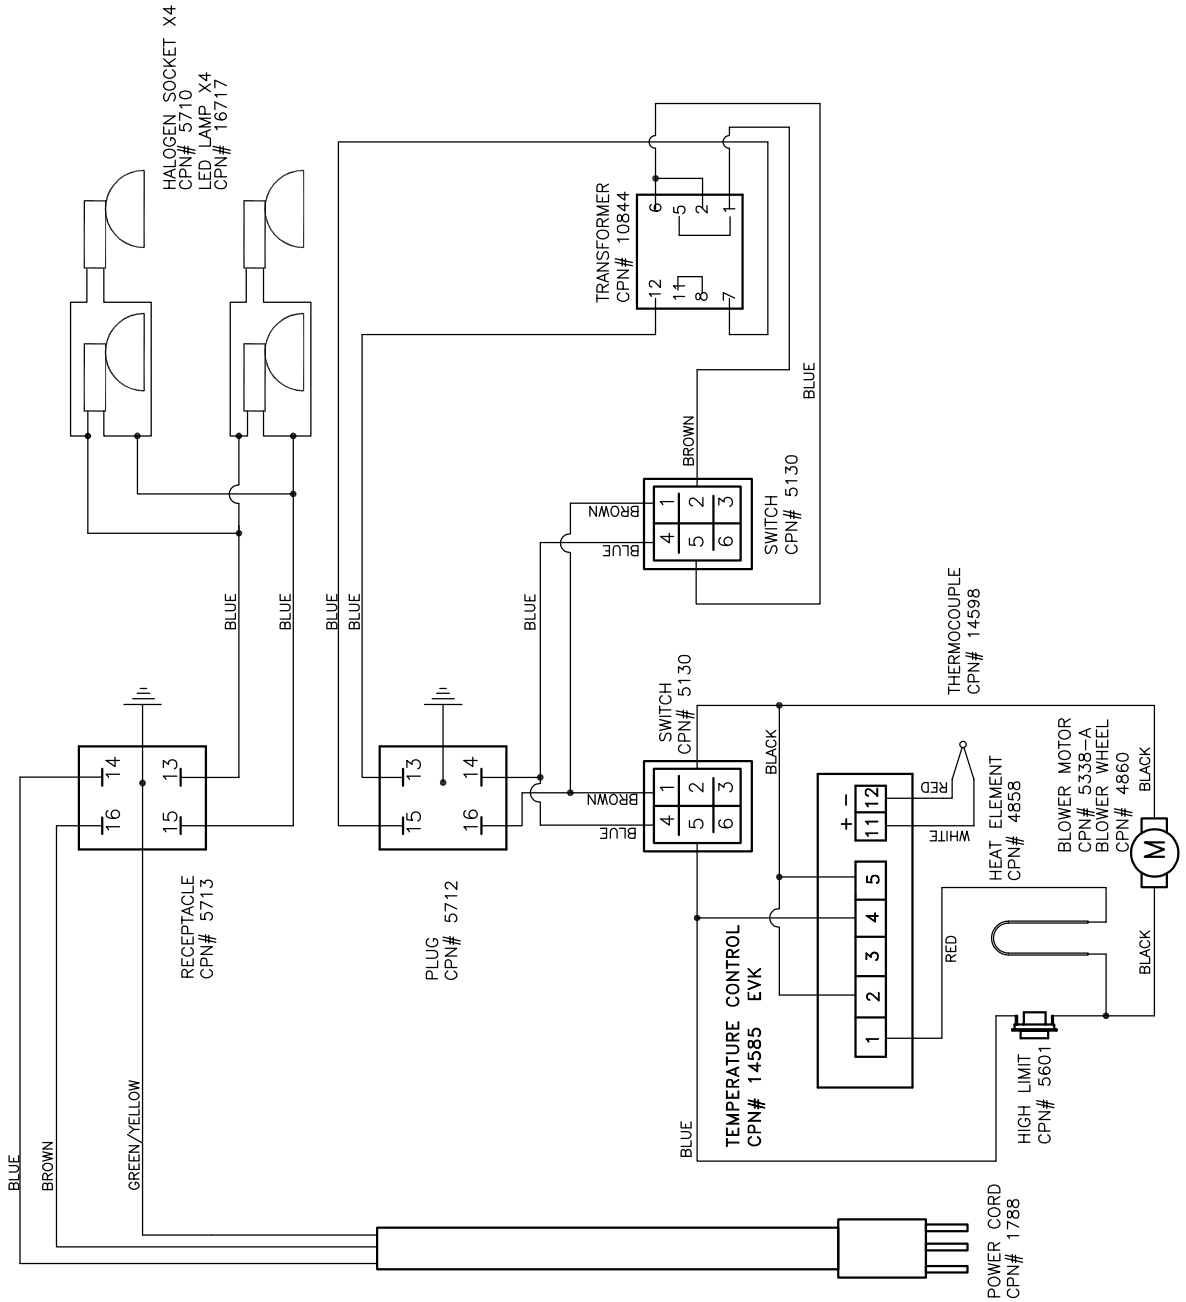 HALOGEN SOCKET X4
CPN# 5710
LED LAMP X4
CPN# 16717
TRANSFORMER
CPN# 10844
12
11
8
7
6
5
2
1
BLUE
BLUE
BLUE
BLUE
BLUE
BLUE
BROWN
BROWN
BLUE
1
2
3
4
5
6
SWITCH
CPN# 5130
14
13
16
15
RECEPTACLE
CPN# 5713
13
14
15
16
PLUG
CPN# 5712
SWITCH
CPN# 5130
BROWN
BLUE
1
2
3
4
5
6
THERMOCOUPLE
CPN# 14598
BLACK
- 
+
12
11
RED
WHITE
HEAT ELEMENT
CPN# 4858
BLOWER MOTOR
CPN# 5338-A
BLOWER WHEEL
CPN# 4860
BLACK
M
BLACK
5
4
3
2
1
RED
TEMPERATURE CONTROL
CPN# 14585 EVK
HIGH LIMIT
CPN# 5601
BLUE
BLUE
BROWN
GREEN/YELLOW
POWER CORD
CPN# 1788